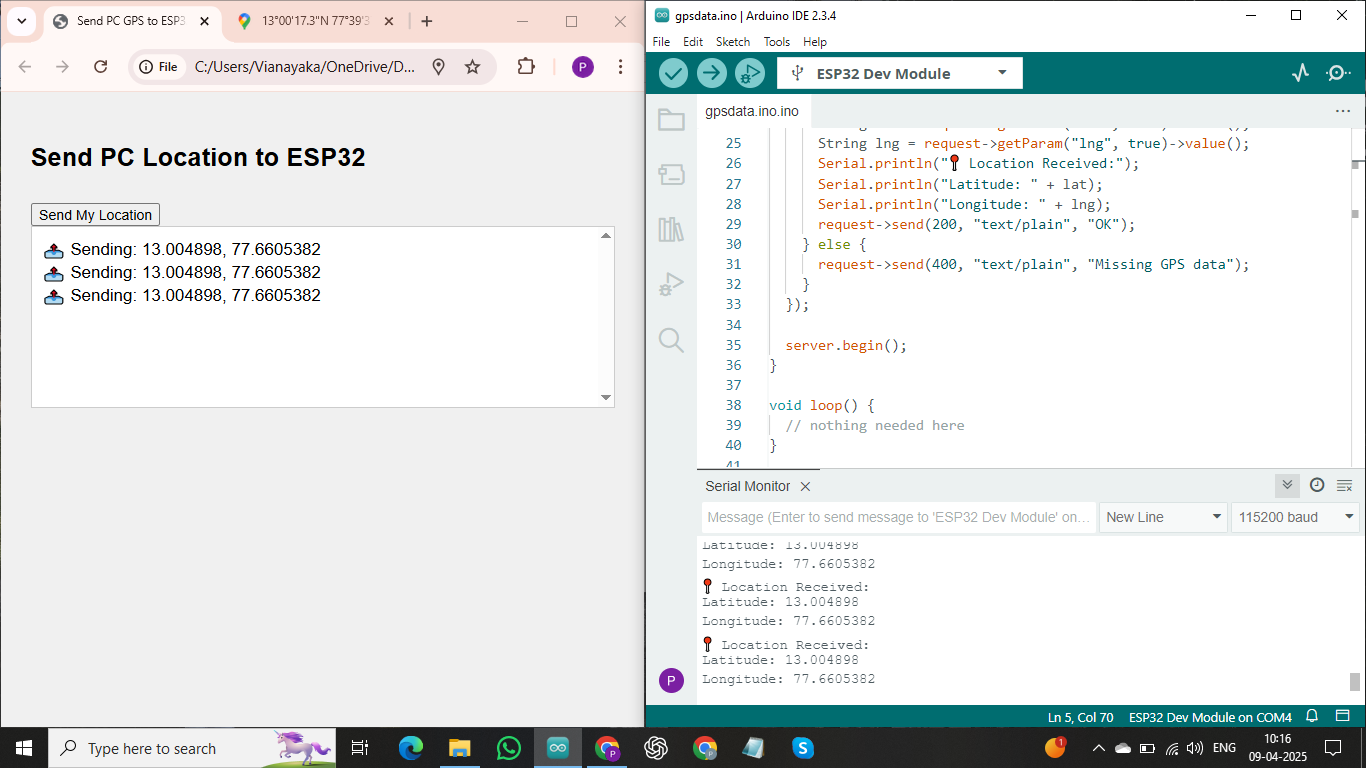 Send PC GPS to ESP3
13°00'17.3"N 77°39'3
File
C:/Users/Vianayaka/OneDrive/D...
P
Send PC Location to ESP32
Send My Location
📤 Sending: 13.004898, 77.6605382
📤 Sending: 13.004898, 77.6605382
📤 Sending: 13.004898, 77.6605382
gpsdata.ino | Arduino IDE 2.3.4
File Edit Sketch Tools Help
ESP32 Dev Module
gpsdata.ino.ino
25 String lng = request->getParam("lng", true)->value();
26 Serial.println("📍 Location Received:");
27 Serial.println("Latitude: " + lat);
28 Serial.println("Longitude: " + lng);
29 request->send(200, "text/plain", "OK");
30 } else {
31 request->send(400, "text/plain", "Missing GPS data");
32 }
33 });
34
35 server.begin();
36 }
37
38 void loop() {
39 // nothing needed here
40 }
41
Serial Monitor
Message (Enter to send message to 'ESP32 Dev Module' on...
New Line
115200 baud
Latitude: 13.004898
Longitude: 77.6605382
📍 Location Received:
Latitude: 13.004898
Longitude: 77.6605382
📍 Location Received:
Latitude: 13.004898
Longitude: 77.6605382
P
Ln 5, Col 70 ESP32 Dev Module on COM4
Type here to search
P
1
ENG
10:16
09-04-2025